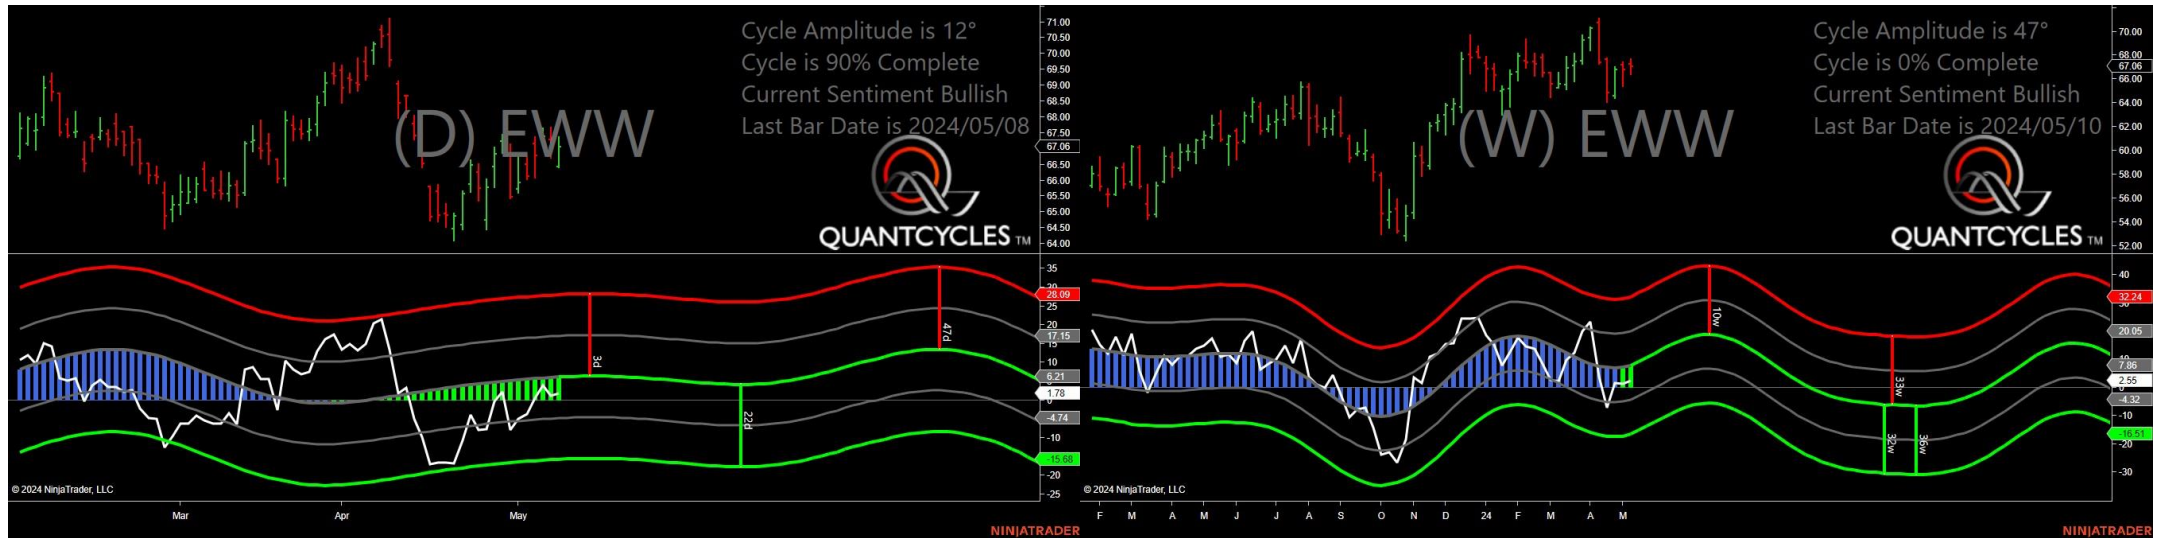 Cycle Amplitude is 12°
Cycle is 90% Complete
Current Sentiment Bullish
Last Bar Date is 2024/05/08
(D) EWW
QUANTCYCLES TM
71.00
70.50
70.00
69.50
69.00
68.50
68.00
67.50
67.06
66.50
66.00
65.50
65.00
64.50
64.00
35
28.09
25
20
17.15
15
10
6.21
1.78
0
-4.74
-10
-15.68
-20
-25
3d
22d
47d
© 2024 NinjaTrader, LLC
Mar Apr May
NINJATRADER
Cycle Amplitude is 47°
Cycle is 0% Complete
Current Sentiment Bullish
Last Bar Date is 2024/05/10
(W) EWW
QUANTCYCLES TM
70.00
68.00
67.06
66.00
64.00
62.00
60.00
58.00
56.00
54.00
52.00
40
32.24
20.05
7.86
2.55
-4.32
-10
-16.51
-20
-30
10w
33w
32w
36w
© 2024 NinjaTrader, LLC
F M A M J J A S O N D 24 F M A M
NINJATRADER